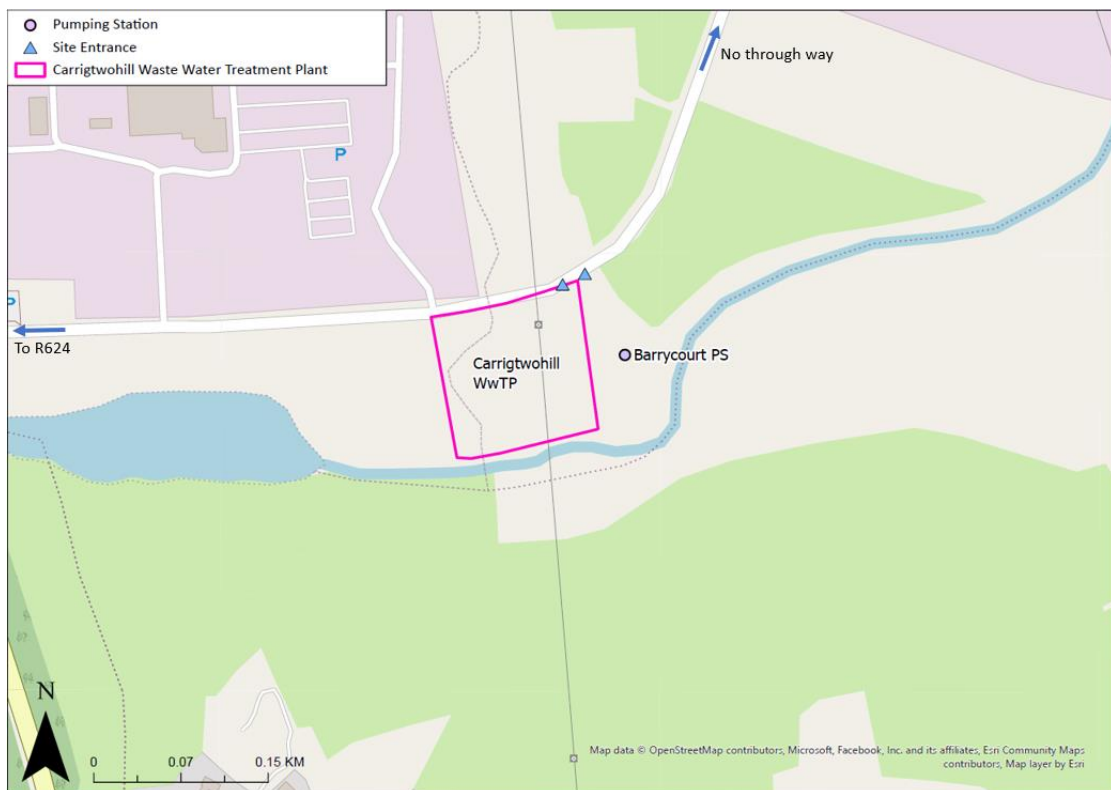 Pumping Station
Site Entrance
Carrigtwohill Waste Water Treatment Plant
No through way
P
P
To R624
Carrigtwohill
WwTP
Barrycourt PS
N
0 0.07 0.15 KM
Map data © OpenStreetMap contributors, Microsoft, Facebook, Inc. and its affiliates, Esri Community Maps
contributors, Map layer by Esri